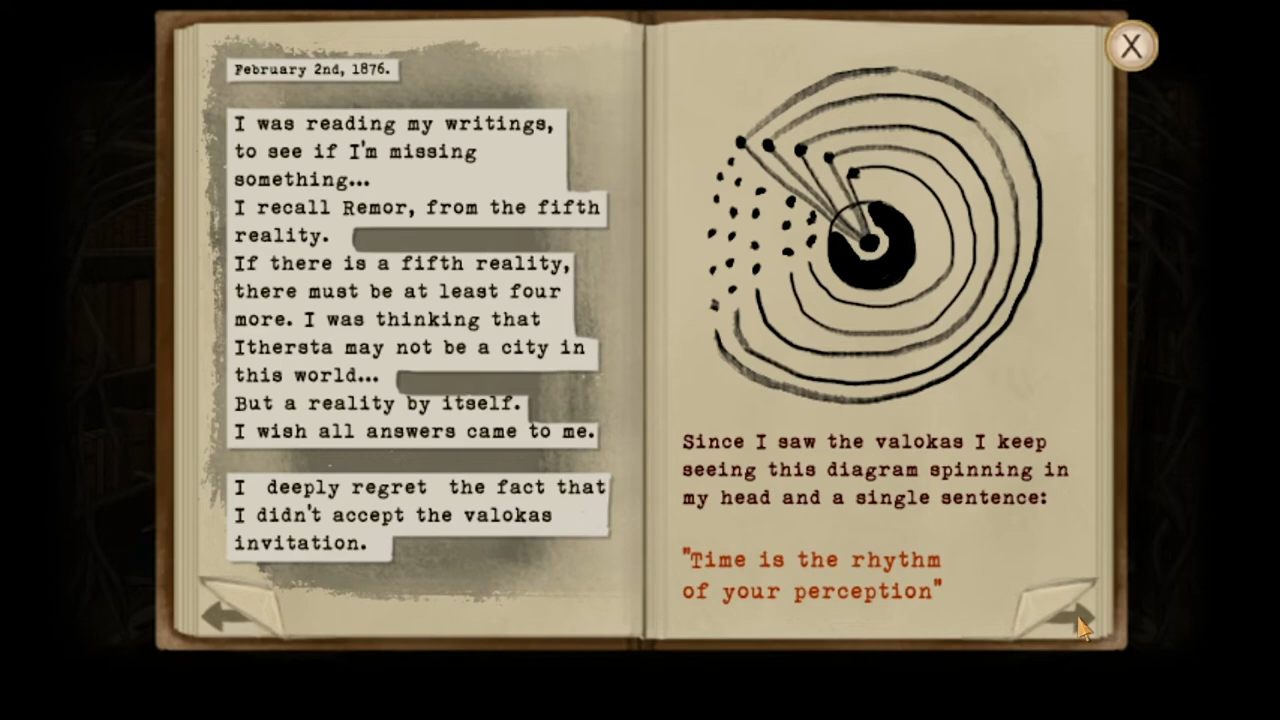 February 2nd, 1876.
I was reading my writings,
to see if I'm missing
something...
I recall Remor, from the fifth
reality.
If there is a fifth reality,
there must be at least four
more. I was thinking that
Ithersta may not be a city in
this world...
But a reality by itself.
I wish all answers came to me.
I deeply regret the fact that
I didn't accept the valokas
invitation.
X
Since I saw the valokas I keep
seeing this diagram spinning in
my head and a single sentence:
"Time is the rhythm
of your perception"